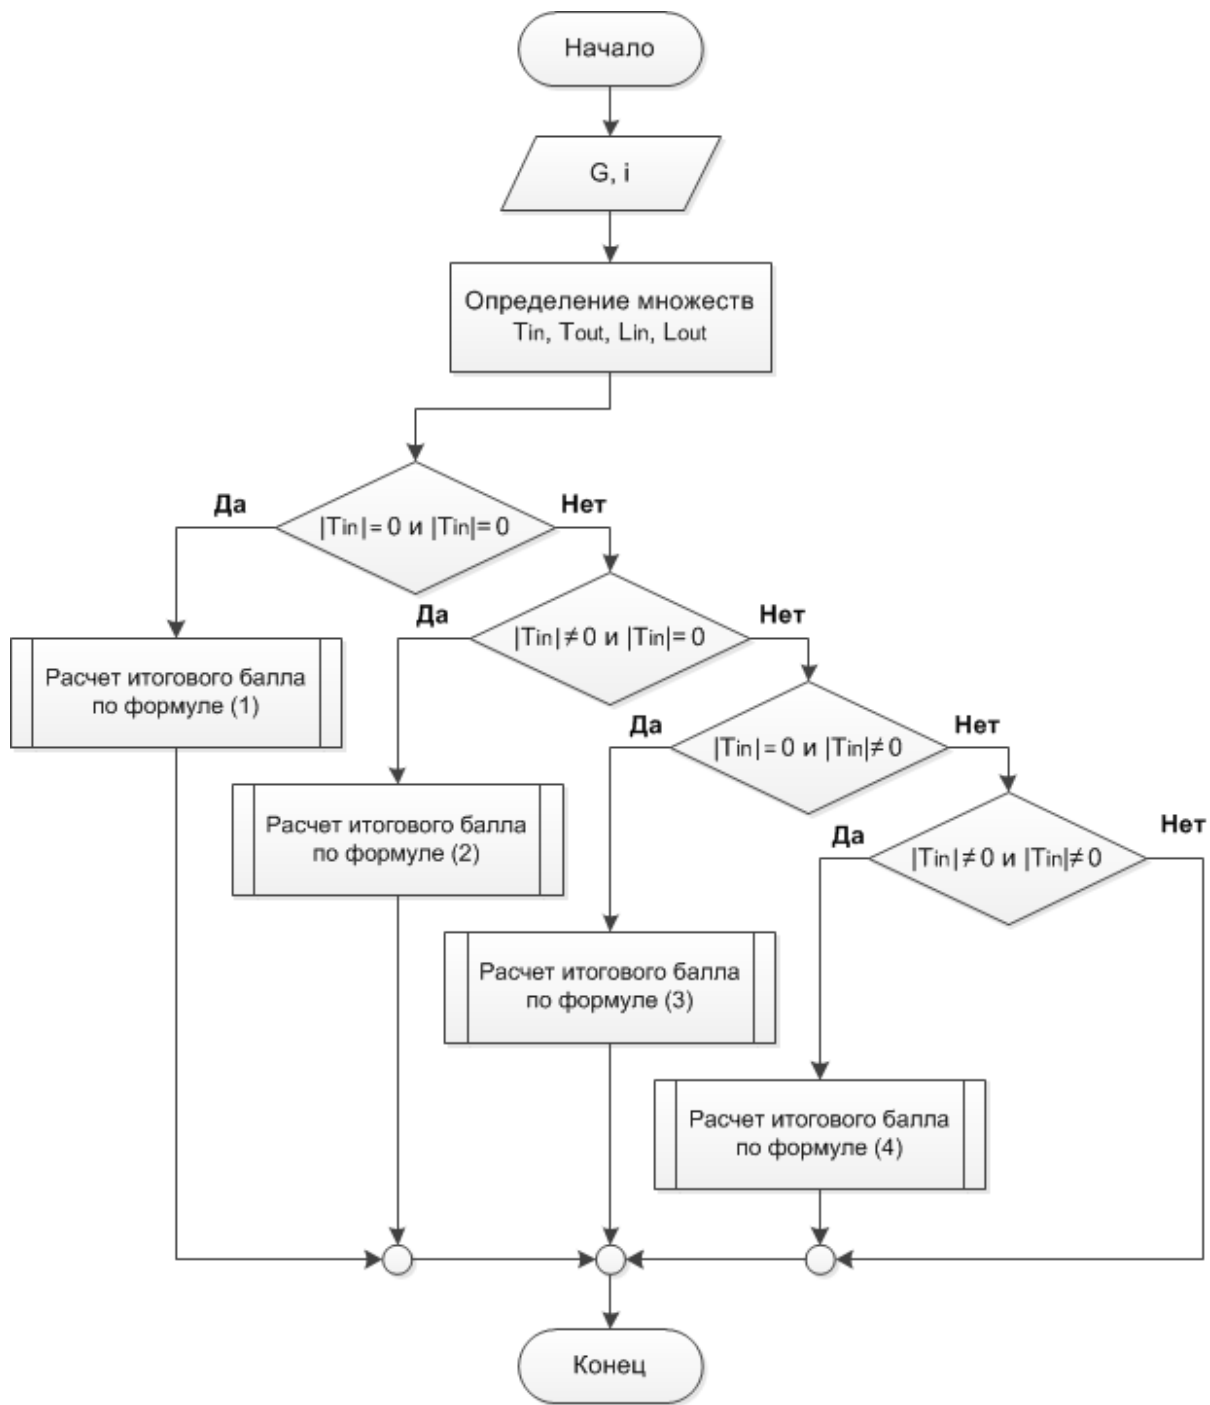 Начало
G, i
Определение множеств
Tin, Tout, Lin, Lout
Да
Нет
|Tin|= 0 и |Tin|= 0
Да
Нет
|Tin|≠ 0 и |Tin|= 0
Расчет итогового балла
по формуле (1)
Да
Нет
|Tin|= 0 и |Tin|≠ 0
Расчет итогового балла
по формуле (2)
Да
Нет
|Tin|≠ 0 и |Tin|≠ 0
Расчет итогового балла
по формуле (3)
Расчет итогового балла
по формуле (4)
Конец